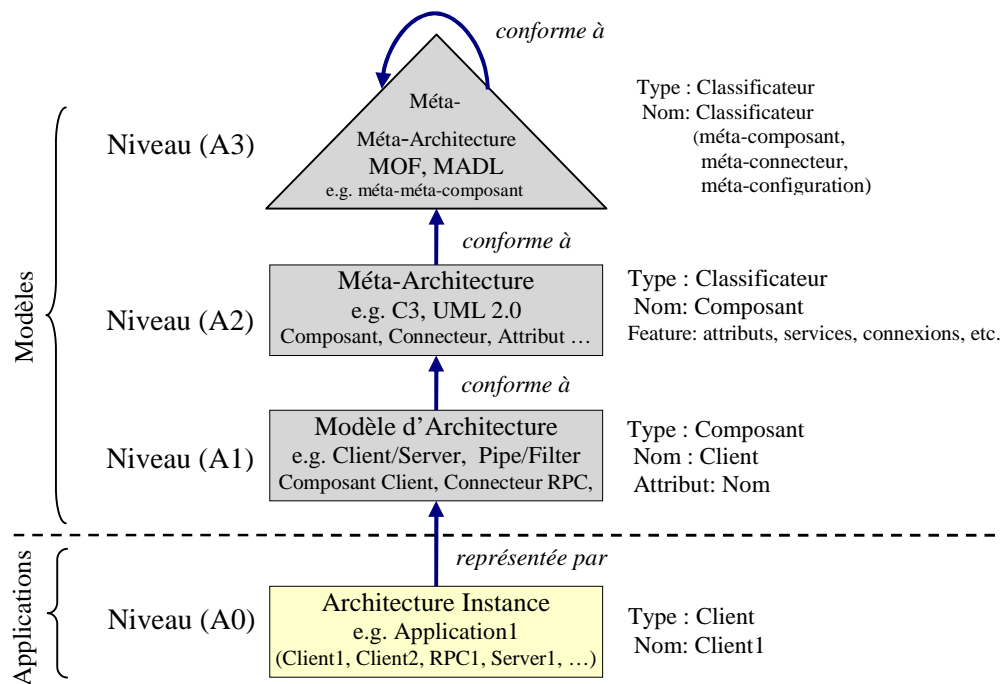 conforme à
Méta-
Méta-Architecture
MOF, MADL
e.g. méta-méta-composant
Niveau (A3)
Type : Classificateur
Nom: Classificateur
(méta-composant,
méta-connecteur,
méta-configuration)
conforme à
Modèles
Niveau (A2)
Méta-Architecture
e.g. C3, UML 2.0
Composant, Connecteur, Attribut …
Type : Classificateur
Nom: Composant
Feature: attributs, services, connexions, etc.
conforme à
Niveau (A1)
Modèle d’Architecture
e.g. Client/Server, Pipe/Filter
Composant Client, Connecteur RPC,
Type : Composant
Nom : Client
Attribut: Nom
représentée par
Applications
Niveau (A0)
Architecture Instance
e.g. Application1
(Client1, Client2, RPC1, Server1, …)
Type : Client
Nom: Client1